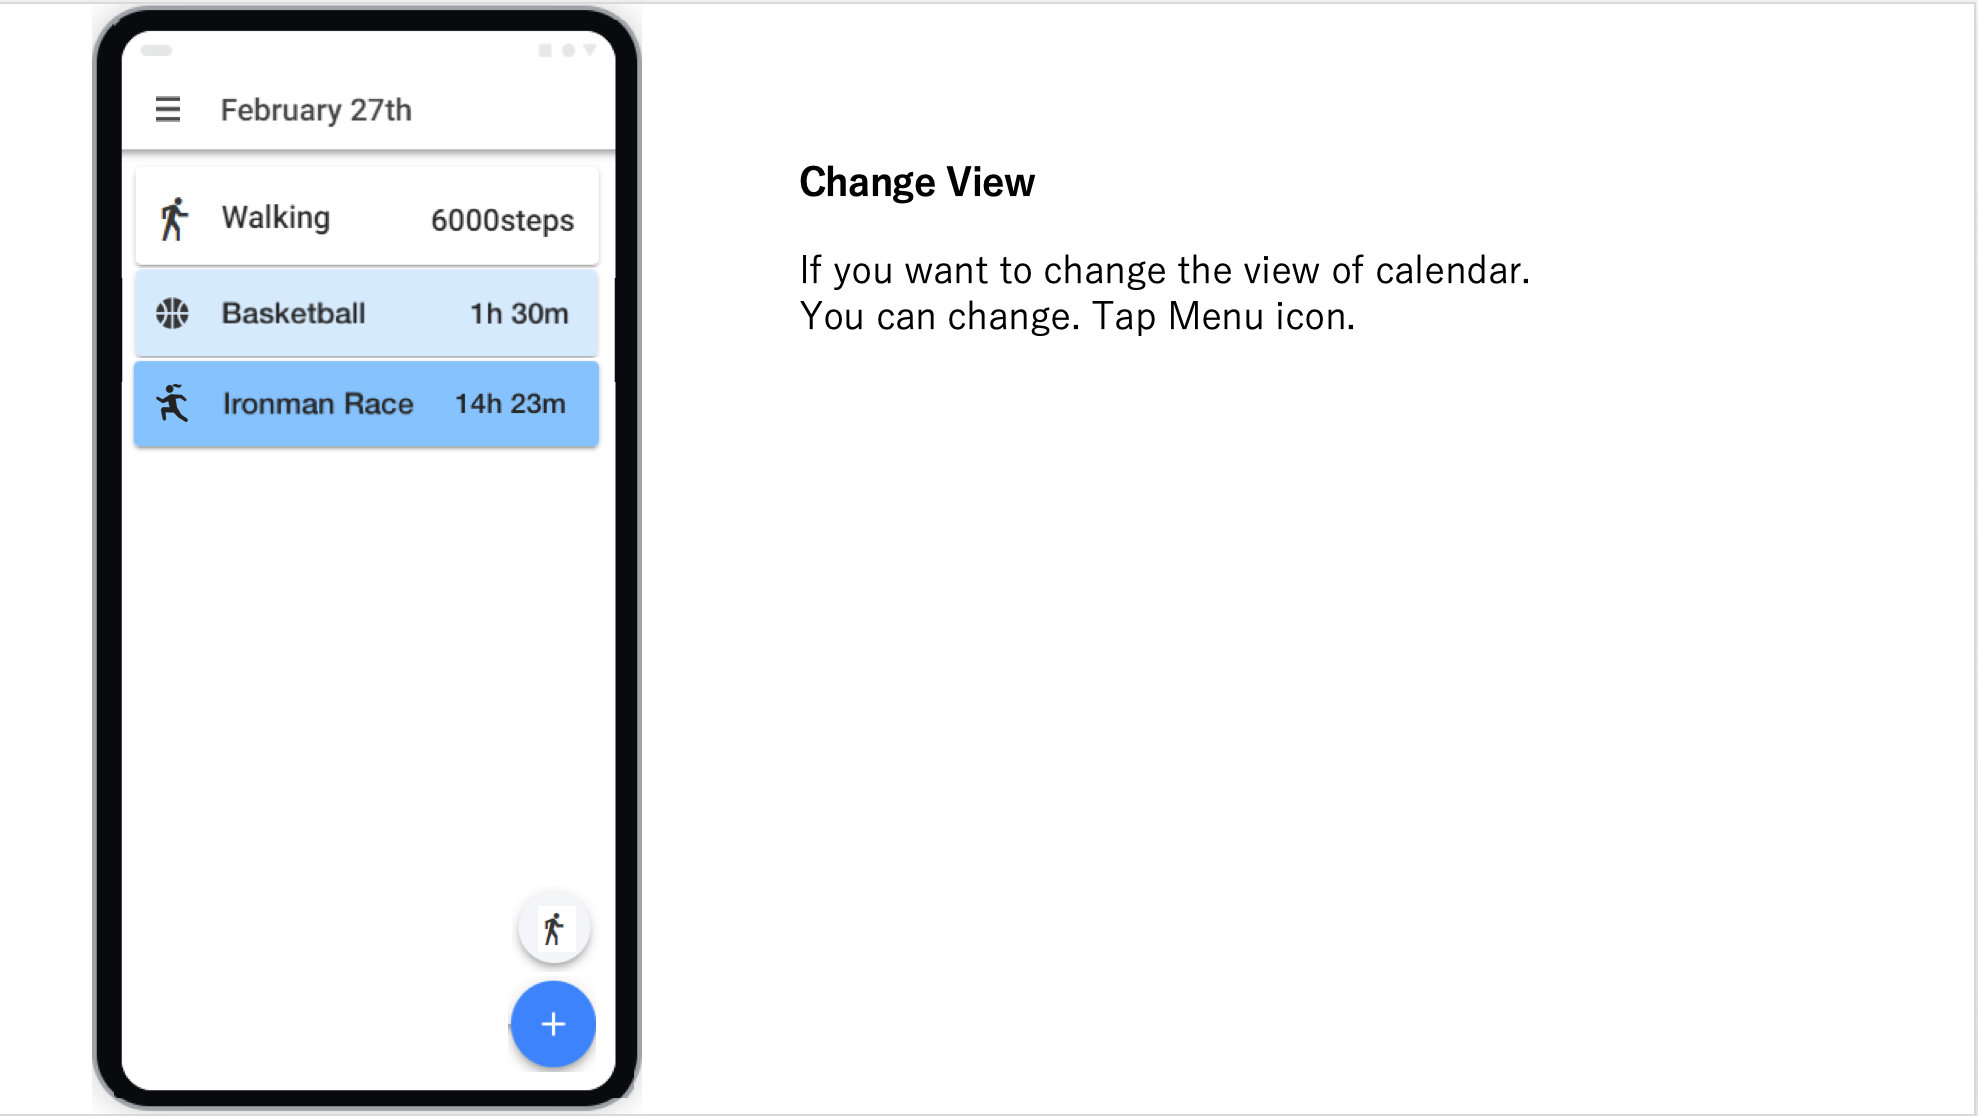 February 27th
Walking 6000steps
Basketball 1h 30m
Ironman Race 14h 23m
Change View
If you want to change the view of calendar.
You can change. Tap Menu icon.